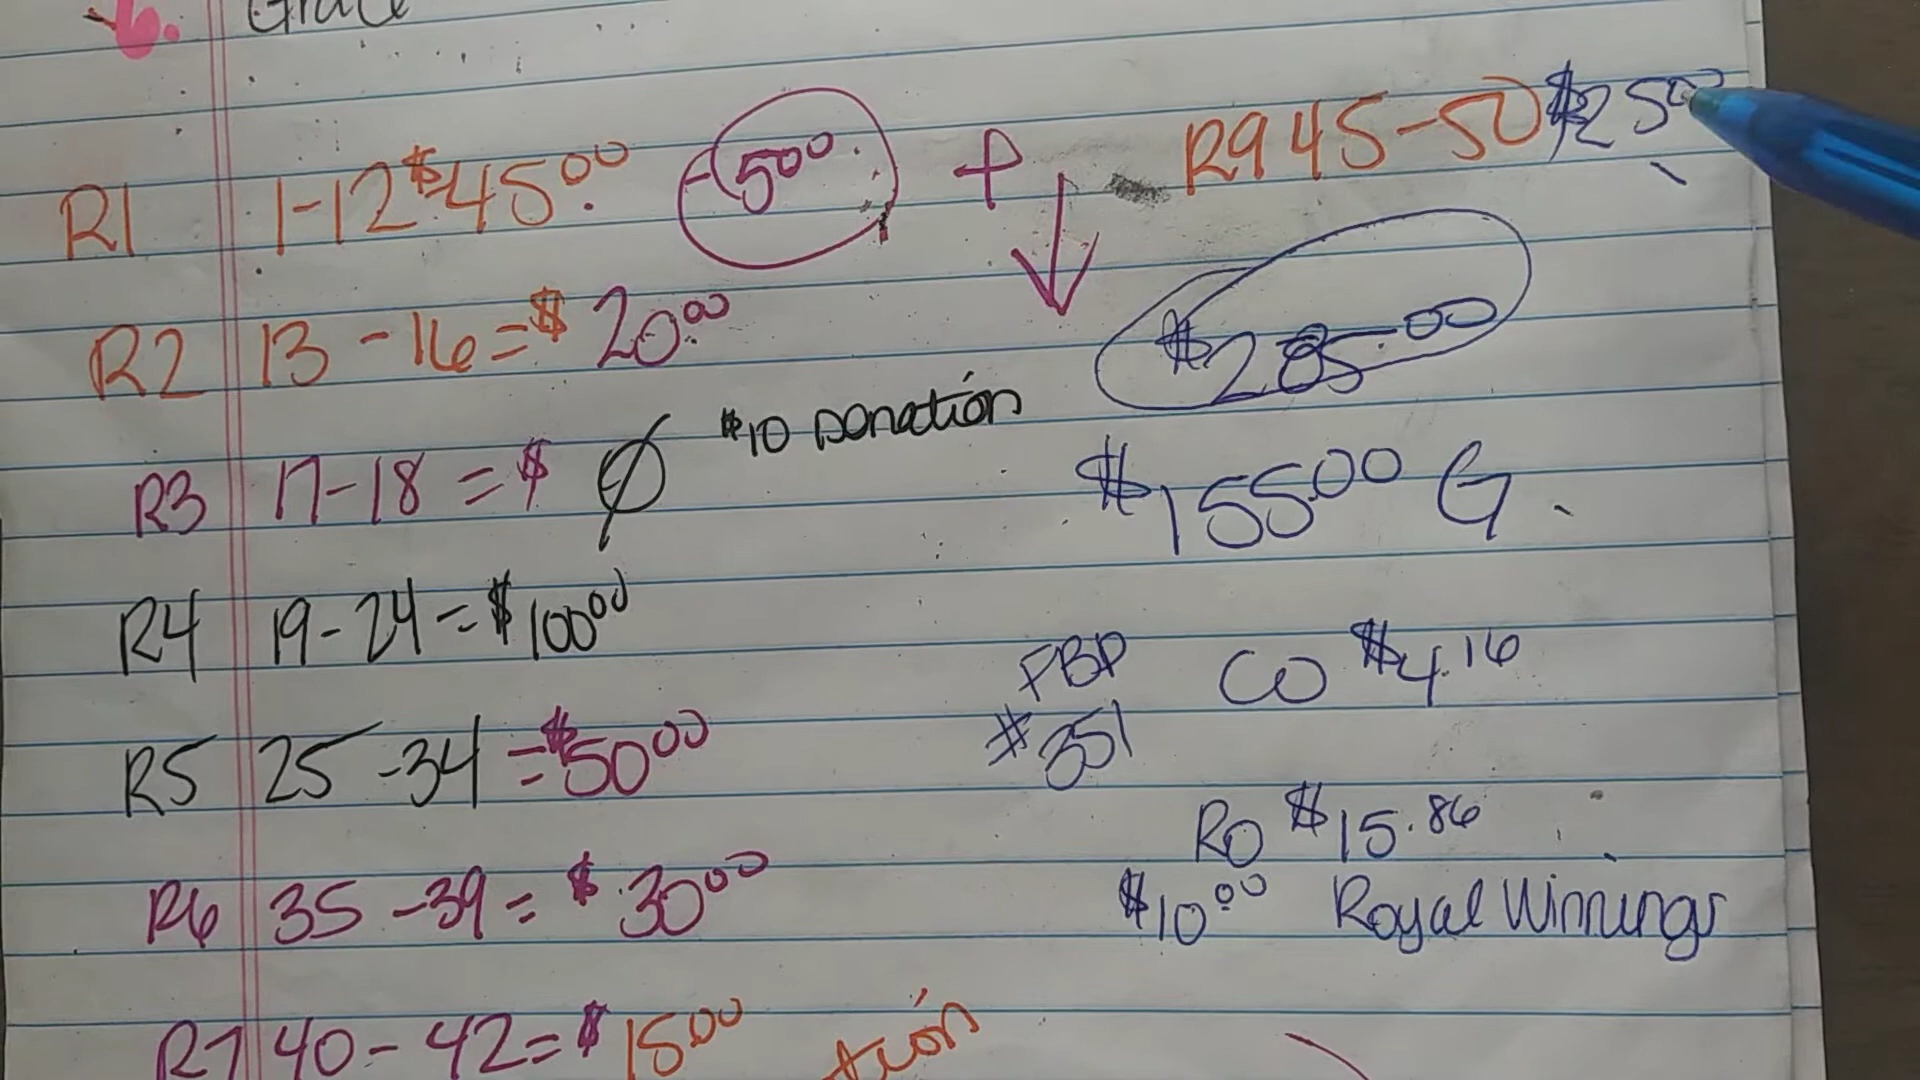 6. Grace
R1 1-12 $45.00 -5.00 + R9 45-50 $25.00
R2 13-16 = $20.00
$285.00
R3 17-18 = $ Ø $10 Donation
$155.00 G.
R4 19-24 = $100.00
PBP
#351
CO $4.16
R5 25-34 = $50.00
RO $15.86
R6 35-39 = $30.00
$10.00 Royal Winnings
R7 40-42 = $15.00